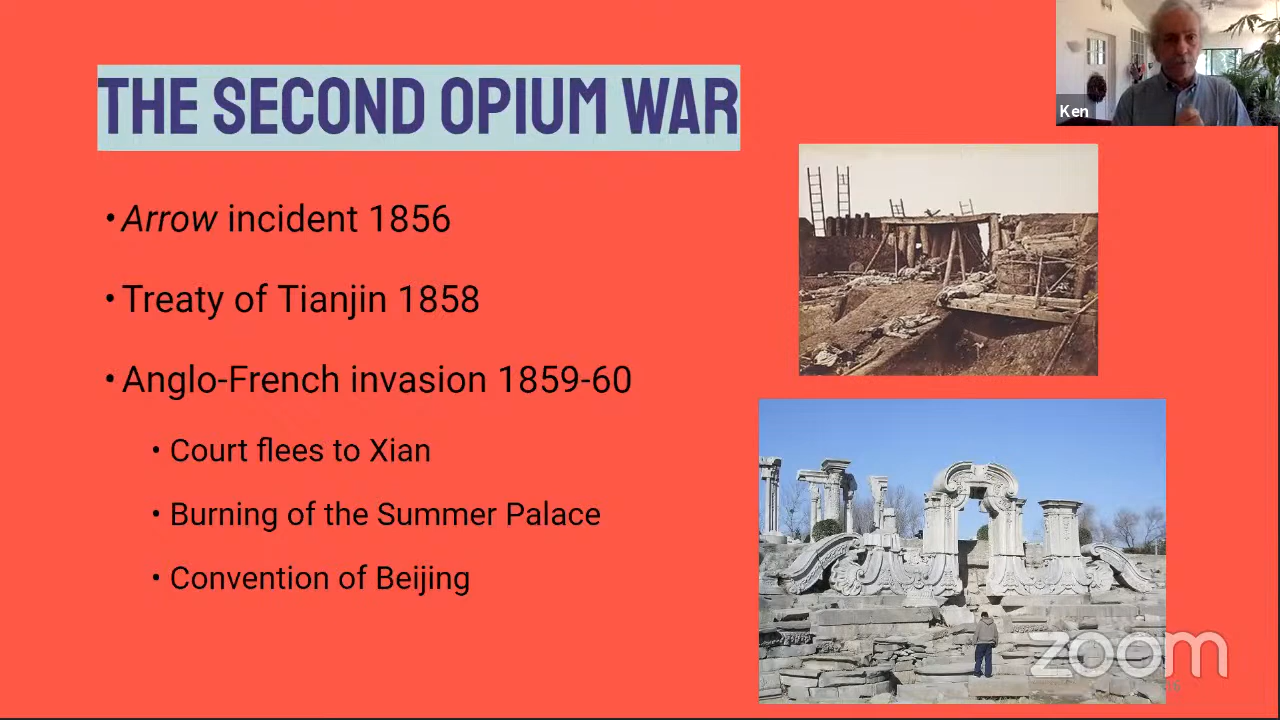 THE SECOND OPIUM WAR
Ken
• Arrow incident 1856
• Treaty of Tianjin 1858
• Anglo-French invasion 1859-60
• Court flees to Xian
• Burning of the Summer Palace
• Convention of Beijing
zoom